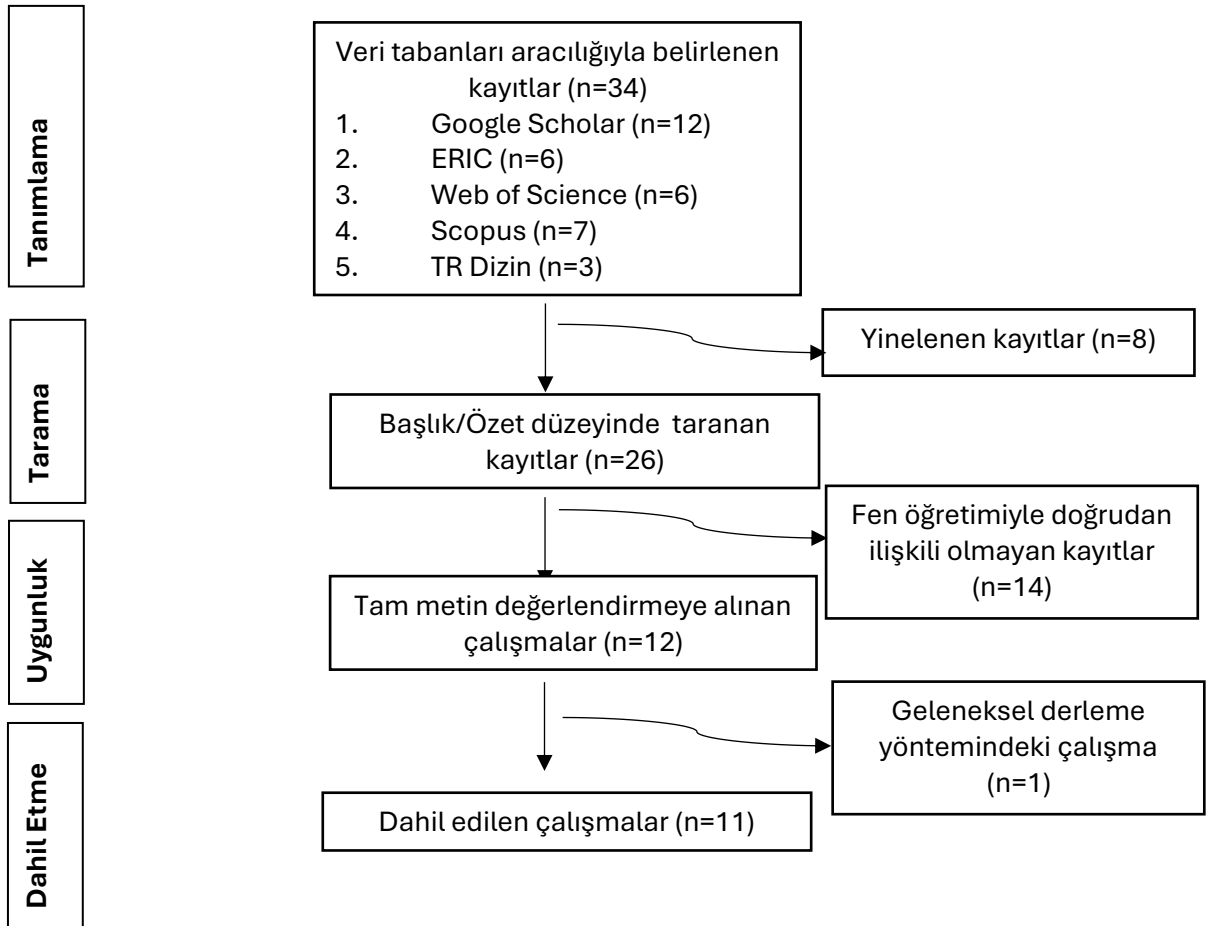 Tanımlama
Veri tabanları aracılığıyla belirlenen
kayıtlar (n=34)
1. Google Scholar (n=12)
2. ERIC (n=6)
3. Web of Science (n=6)
4. Scopus (n=7)
5. TR Dizin (n=3)
Yinelenen kayıtlar (n=8)
Tarama
Başlık/Özet düzeyinde taranan
kayıtlar (n=26)
Fen öğretimiyle doğrudan
ilişkili olmayan kayıtlar
(n=14)
Uygunluk
Tam metin değerlendirmeye alınan
çalışmalar (n=12)
Geleneksel derleme
yöntemindeki çalışma
(n=1)
Dahil Etme
Dahil edilen çalışmalar (n=11)